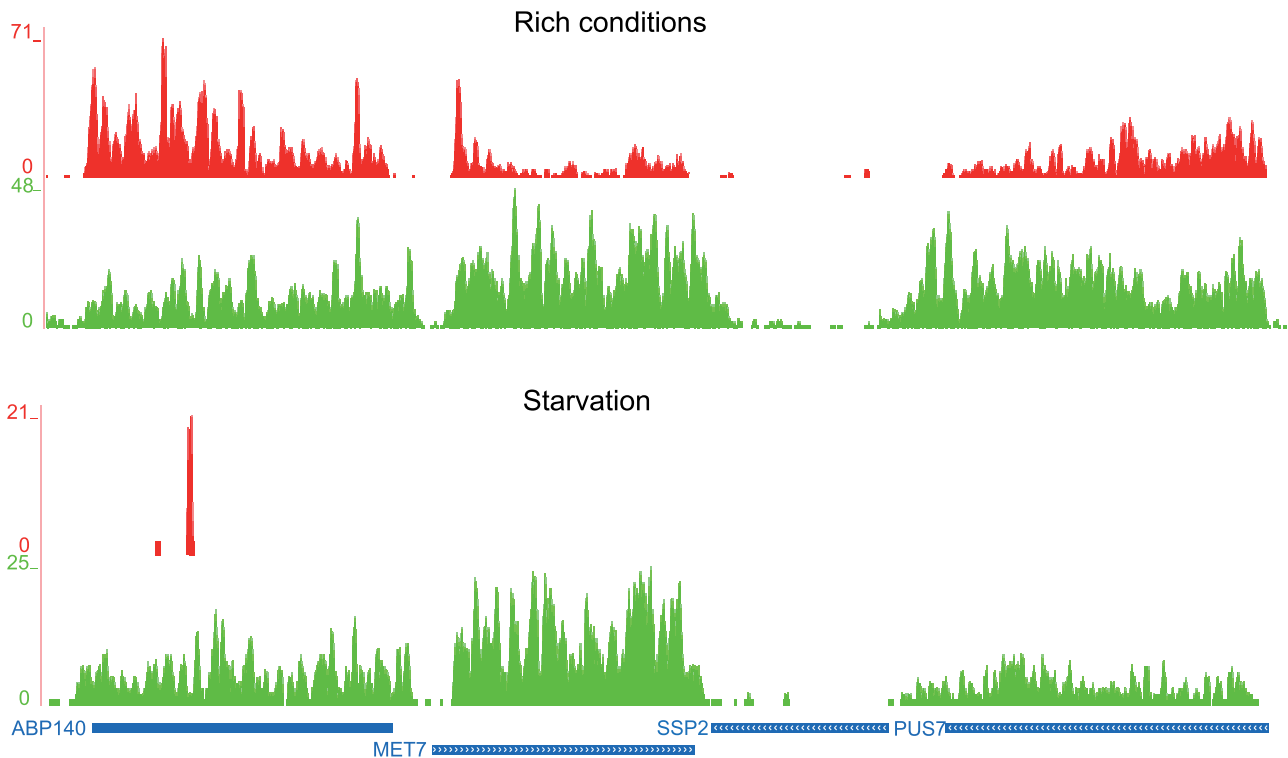 Rich conditions
71
0
48
0
Starvation
21
0
25
0
ABP140
MET7
SSP2
PUS7